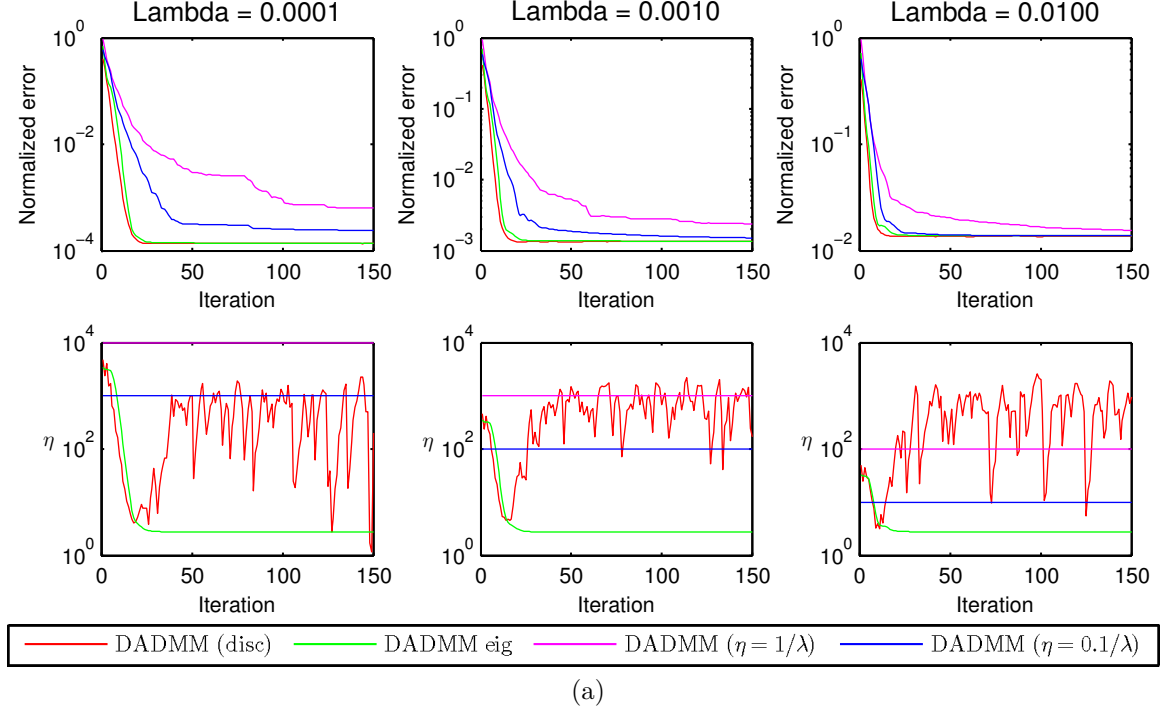 Lambda = 0.0001
Lambda = 0.0010
Lambda = 0.0100
Normalized error
10^0
10^-2
10^-4
0 50 100 150
Iteration
Normalized error
10^0
10^-1
10^-2
10^-3
0 50 100 150
Iteration
Normalized error
10^0
10^-1
10^-2
0 50 100 150
Iteration
η
10^4
10^2
10^0
0 50 100 150
Iteration
η
10^4
10^2
10^0
0 50 100 150
Iteration
η
10^4
10^2
10^0
0 50 100 150
Iteration
DADMM (disc) DADMM eig DADMM (η = 1/λ) DADMM (η = 0.1/λ)
(a)